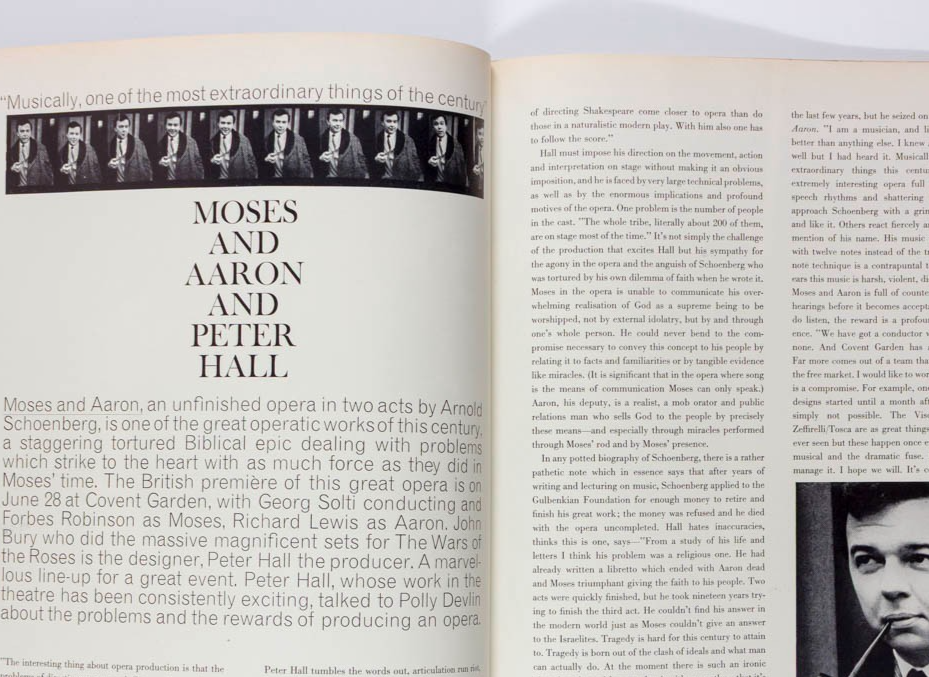 "Musically, one of the most extraordinary things of the century"
MOSES
AND
AARON
AND
PETER
HALL
Moses and Aaron, an unfinished opera in two acts by Arnold
Schoenberg, is one of the great operatic works of this century,
a staggering tortured Biblical epic dealing with problems
which strike to the heart with as much force as they did in
Moses' time. The British première of this great opera is on
June 28 at Covent Garden, with Georg Solti conducting and
Forbes Robinson as Moses, Richard Lewis as Aaron. John
Bury who did the massive magnificent sets for The Wars of
the Roses is the designer, Peter Hall the producer. A marvel-
lous line-up for a great event. Peter Hall, whose work in the
theatre has been consistently exciting, talked to Polly Devlin
about the problems and the rewards of producing an opera.
"The interesting thing about opera production is that the
Peter Hall tumbles the words out, articulation run riot,
of directing Shakespeare come closer to opera than do
those in a naturalistic modern play. With him also one has
to follow the score."
Hall must impose his direction on the movement, action
and interpretation on stage without making it an obvious
imposition, and he is faced by very large technical problems,
as well as by the enormous implications and profound
motives of the opera. One problem is the number of people
in the cast. "The whole tribe, literally about 200 of them,
are on stage most of the time." It's not simply the challenge
of the production that excites Hall but his sympathy for
the agony in the opera and the anguish of Schoenberg who
was tortured by his own dilemma of faith when he wrote it.
Moses in the opera is unable to communicate his over-
whelming realisation of God as a supreme being to be
worshipped, not by external idolatry, but by and through
one's whole person. He could never bend to the com-
promise necessary to convey this concept to his people by
relating it to facts and familiarities or by tangible evidence
like miracles. (It is significant that in the opera where song
is the means of communication Moses can only speak.)
Aaron, his deputy, is a realist, a mob orator and public
relations man who sells God to the people by precisely
these means—and especially through miracles performed
through Moses' rod and by Moses' presence.
In any potted biography of Schoenberg, there is a rather
pathetic note which in essence says that after years of
writing and lecturing on music, Schoenberg applied to the
Gulbenkian Foundation for enough money to retire and
finish his great work; the money was refused and he died
with the opera uncompleted. Hall hates inaccuracies,
thinks this is one, says—"From a study of his life and
letters I think his problem was a religious one. He had
already written a libretto which ended with Aaron dead
and Moses triumphant giving the faith to his people. Two
acts were quickly finished, but he took nineteen years try-
ing to finish the third act. He couldn't find his answer in
the modern world just as Moses couldn't give an answer
to the Israelites. Tragedy is hard for this century to attain
to. Tragedy is born out of the clash of ideals and what man
can actually do. At the moment there is such an ironic
the last few years, but he seized on
Aaron. "I am a musician, and
better than anything else. I knew
well but I had heard it. Musically
extraordinary things this
extremely interesting opera full
speech rhythms and shattering
approach Schoenberg with a
and like it. Others react fiercely
mention of his name. His music
with twelve notes instead of the
note technique is a contrapuntal
ears this music is harsh, violent,
Moses and Aaron is full of
hearings before it becomes
do listen, the reward is a
ence. "We have got a conductor
none. And Covent Garden has
Far more comes out of a team
the free market. I would like to
is a compromise. For example,
designs started until a month
simply not possible. The
Zeffirelli/Tosca are as great things
ever seen but these happen once
musical and the dramatic fuse.
manage it. I hope we will. It's